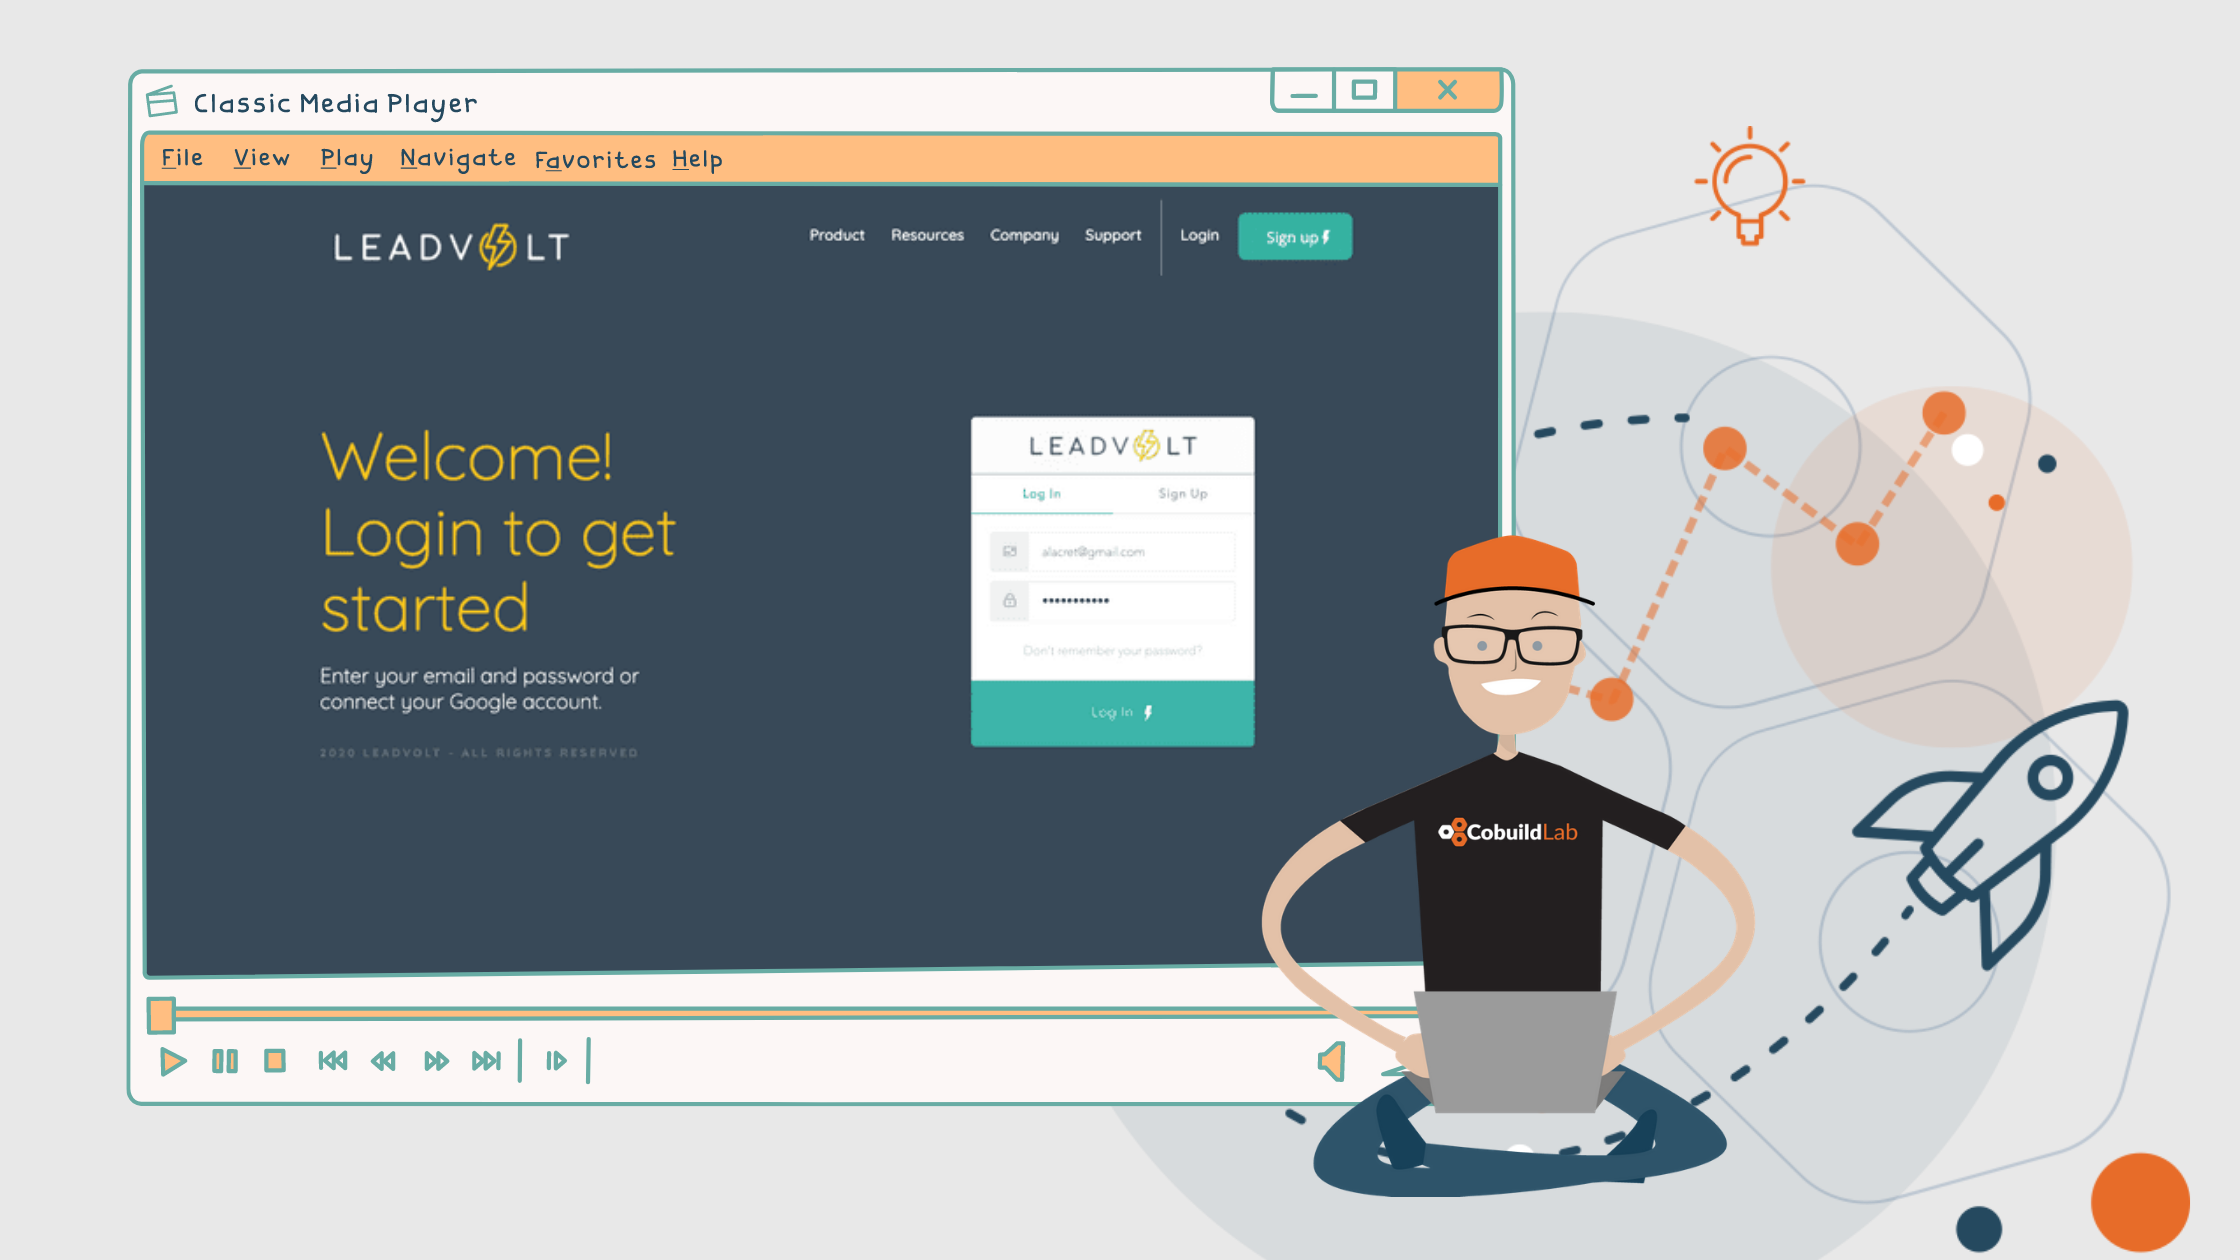 Classic Media Player
File View Play Navigate Favorites Help
LEADVOLT
Product Resources Company Support Login Sign up
Welcome!
Login to get
started
Enter your email and password or
connect your Google account.
2020 LEADVOLT - ALL RIGHTS RESERVED
LEADVOLT
Log In Sign Up
alacret@gmail.com
Don't remember your password?
Log In
CobuildLab